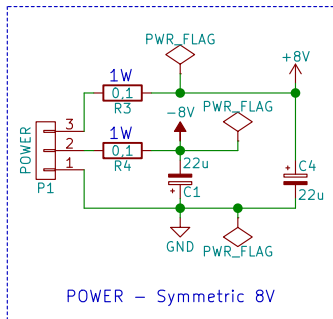 PWR_FLAG
+8V
1W
0,1
R3
-8V
PWR_FLAG
POWER
3
2
1
P1
1W
0,1
R4
22u
C1
C4
22u
GND
PWR_FLAG
POWER - Symmetric 8V